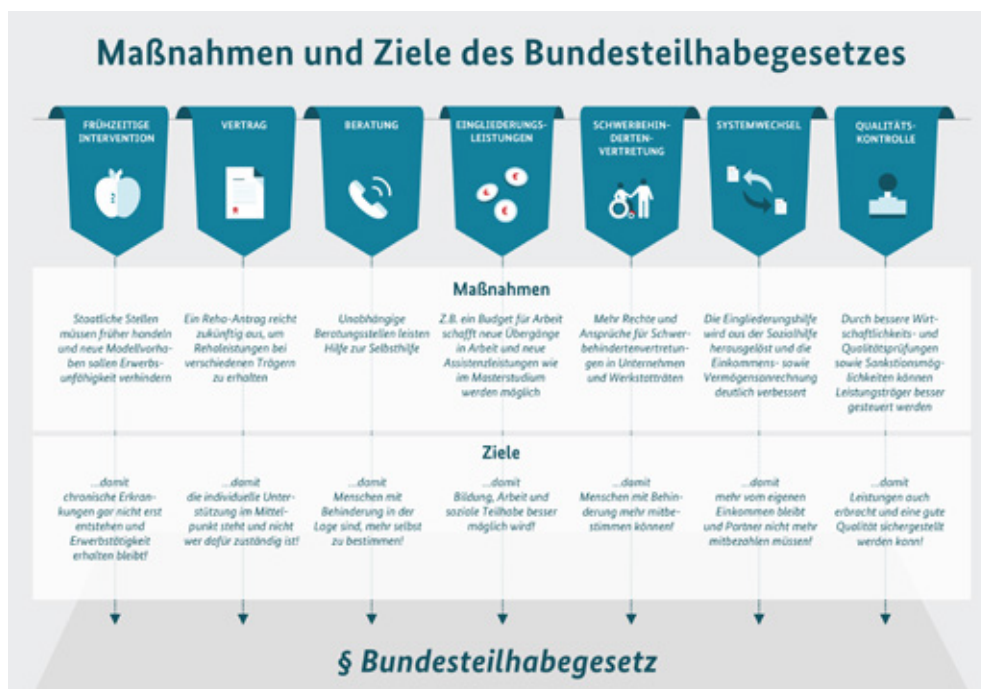 Maßnahmen und Ziele des Bundesteilhabegesetzes
FRÜHZEITIGE
INTERVENTION
VERTRAG
BERATUNG
EINGLIEDERUNGS-
LEISTUNGEN
SCHWERBEHIN-
DERTEN-
VERTRETUNG
SYSTEMWECHSEL
QUALITÄTS-
KONTROLLE
Maßnahmen
Staatliche Stellen
müssen früher handeln
und neue Modellvorha-
ben sollen Erwerbs-
unfähigkeit verhindern
Ein Reha-Antrag reicht
zukünftig aus, um
Rehaleistungen bei
verschiedenen Trägern
zu erhalten
Unabhängige
Beratungsstellen leisten
Hilfe zur Selbsthilfe
Z.B. ein Budget für Arbeit
schafft neue Übergänge
in Arbeit und neue
Assistenzleistungen wie
im Masterstudium
werden möglich
Mehr Rechte und
Ansprüche für Schwer-
behindertenvertretun-
gen in Unternehmen
und Werkstatträten
Die Eingliederungshilfe
wird aus der Sozialhilfe
herausgelöst und die
Einkommens- sowie
Vermögensanrechnung
deutlich verbessert
Durch bessere Wirt-
schaftlichkeits- und
Qualitätsprüfungen
sowie Sanktionsmög-
lichkeiten können
Leistungsträger besser
gesteuert werden
Ziele
...damit
chronische Erkran-
kungen gar nicht erst
entstehen und
Erwerbstätigkeit
erhalten bleibt!
...damit
die individuelle Unter-
stützung im Mittel-
punkt steht und nicht
wer dafür zuständig ist!
...damit
Menschen mit
Behinderung in der
Lage sind, mehr selbst
zu bestimmen!
...damit
Bildung, Arbeit und
soziale Teilhabe besser
möglich wird!
...damit
Menschen mit Behin-
derung mehr mitbe-
stimmen können!
...damit
mehr vom eigenen
Einkommen bleibt
und Partner nicht mehr
mitbezahlen müssen!
...damit
Leistungen auch
erbracht und eine gute
Qualität sichergestellt
werden kann!
§ Bundesteilhabegesetz